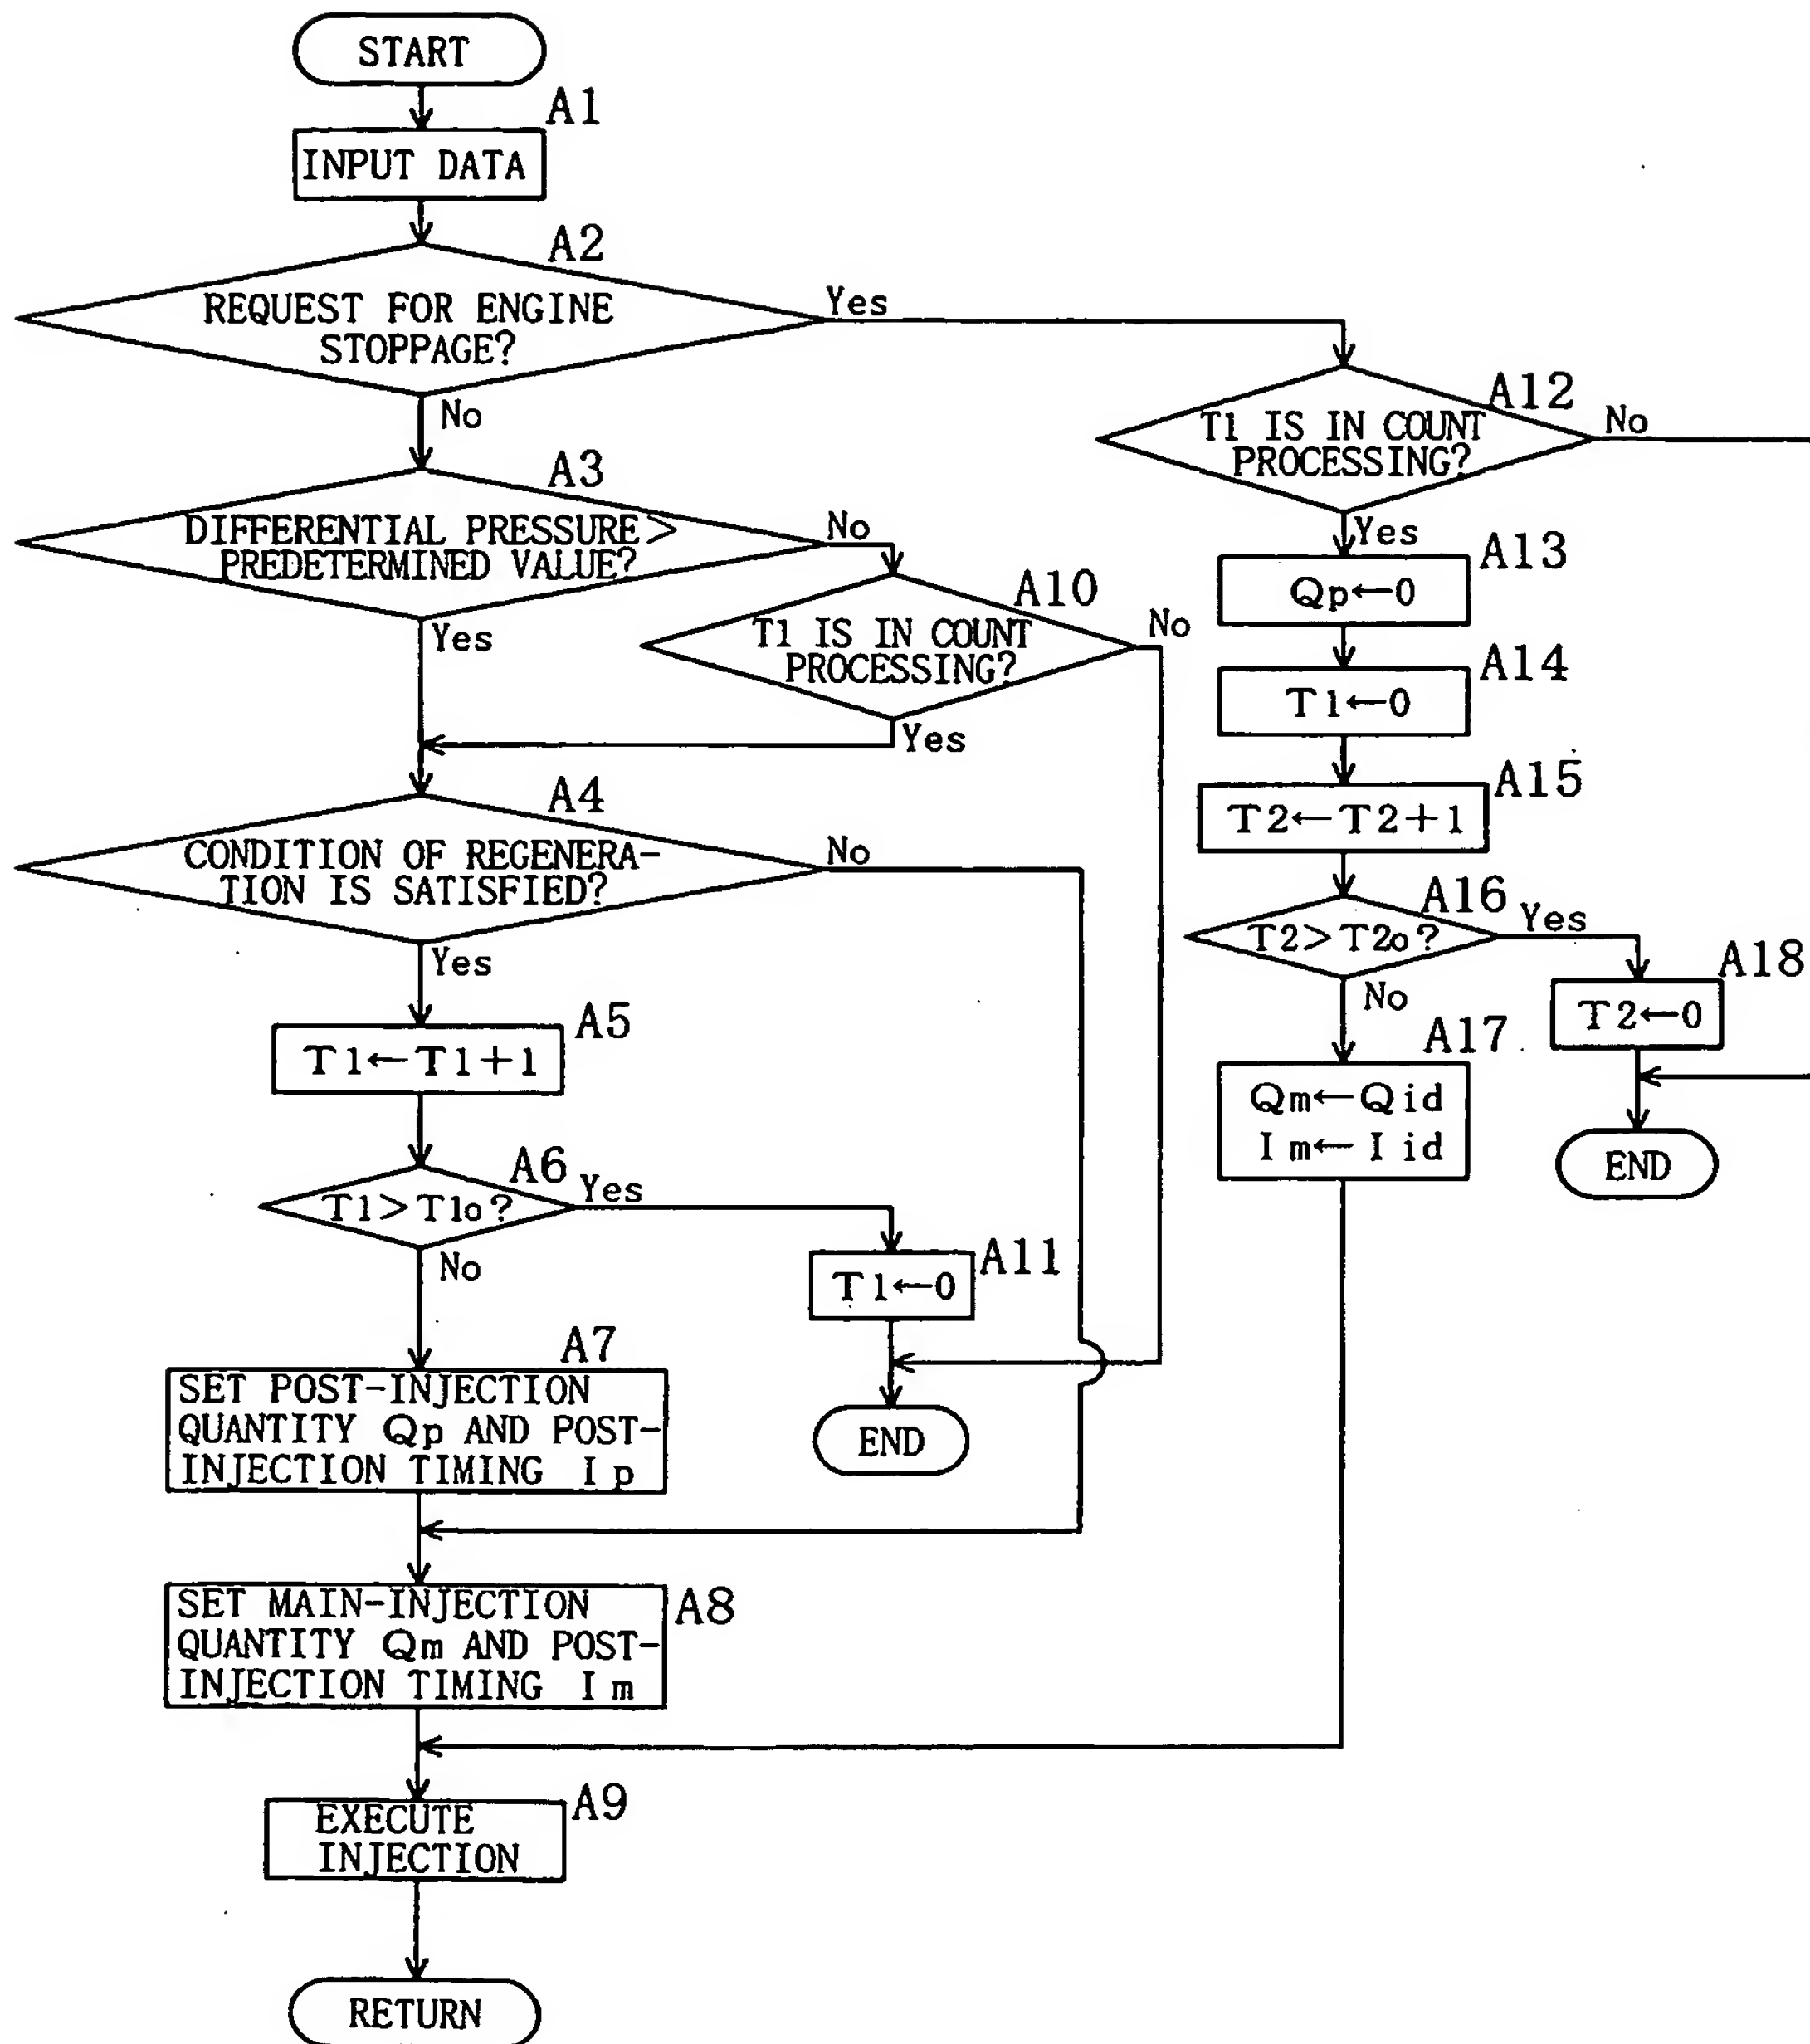 START
A1
INPUT DATA
A2
REQUEST FOR ENGINE
STOPPAGE?
Yes
No
A12
T1 IS IN COUNT
PROCESSING?
No
Yes
A3
DIFFERENTIAL PRESSURE>
PREDETERMINED VALUE?
No
Yes
A10
T1 IS IN COUNT
PROCESSING?
No
Yes
A13
Qp←0
A14
T1←0
A15
T2←T2+1
A4
CONDITION OF REGENERA-
TION IS SATISFIED?
No
Yes
A16
T2>T2o?
Yes
No
A18
T2←0
END
A17
Qm←Qid
Im←Iid
A5
T1←T1+1
A6
T1>T1o?
Yes
No
A11
T1←0
END
A7
SET POST-INJECTION
QUANTITY Qp AND POST-
INJECTION TIMING Ip
A8
SET MAIN-INJECTION
QUANTITY Qm AND POST-
INJECTION TIMING Im
A9
EXECUTE
INJECTION
RETURN